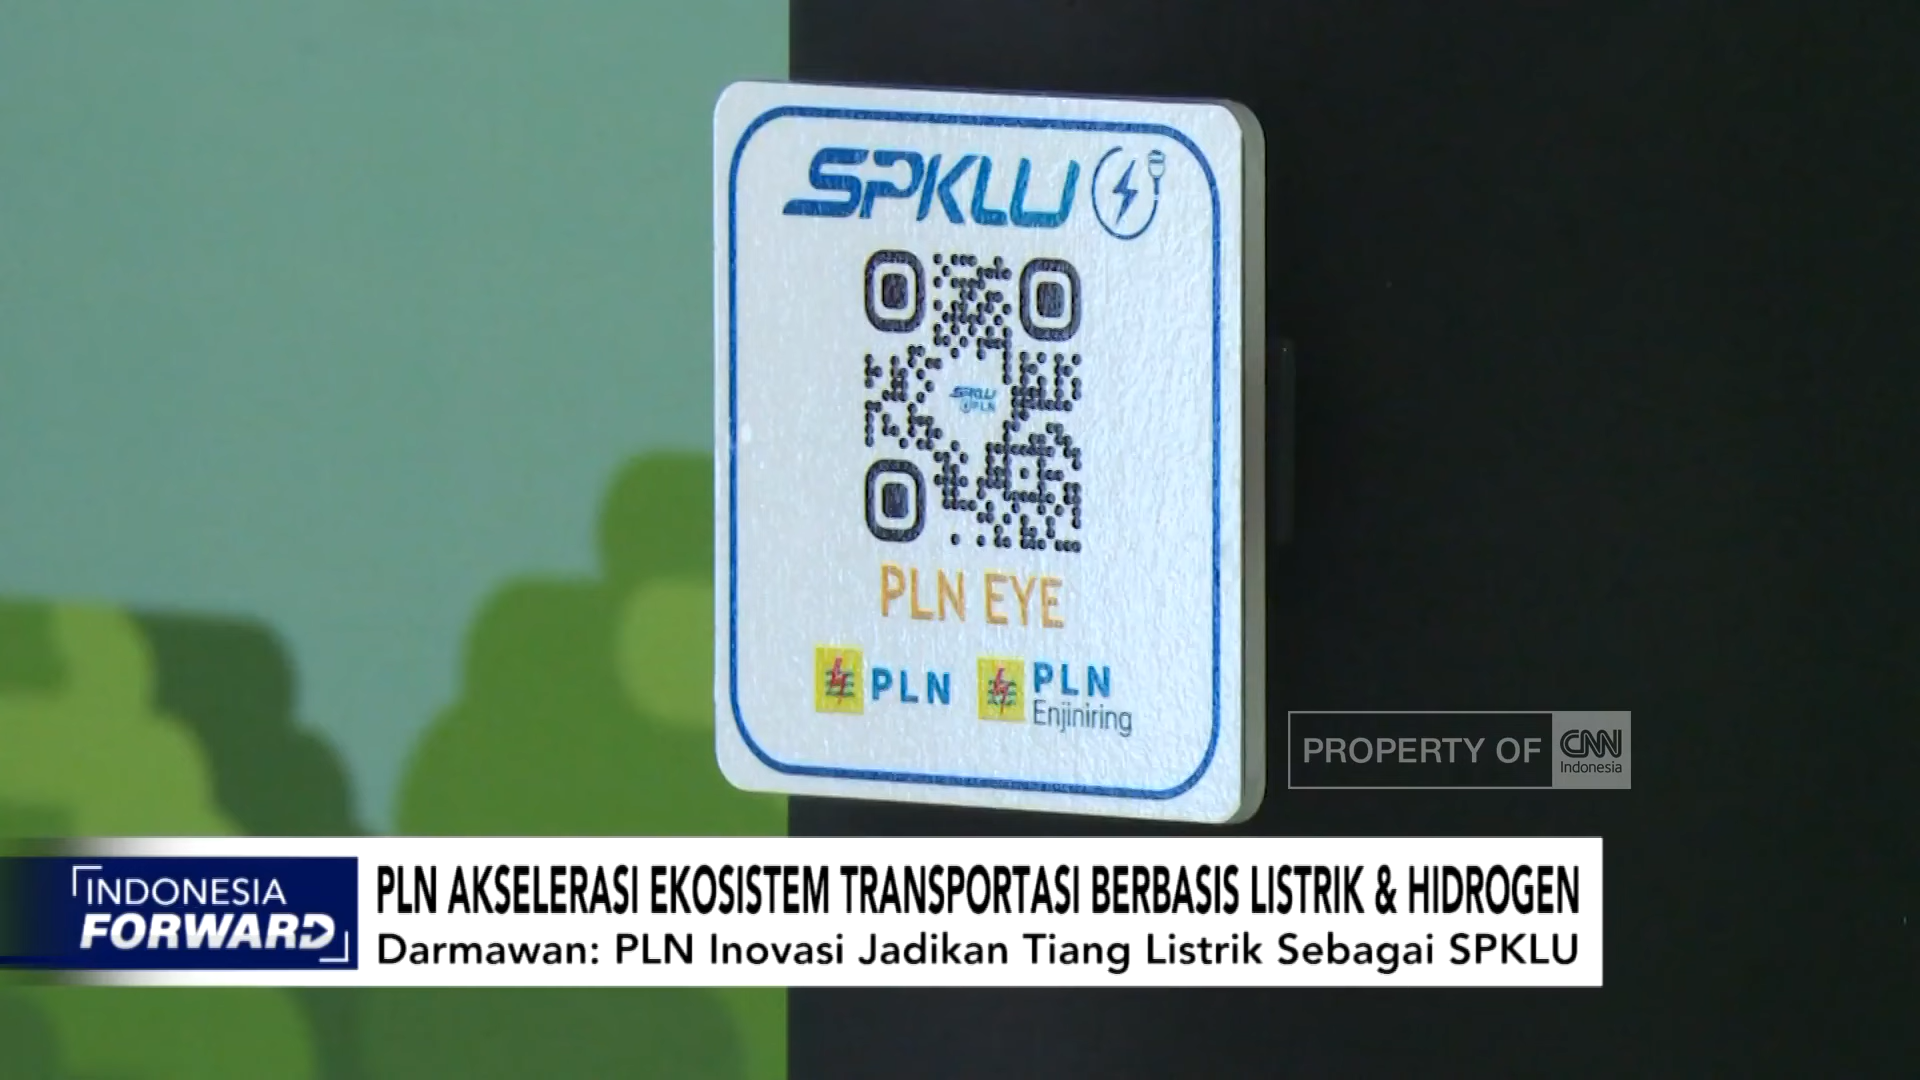 SPKLU
SPKLU
PLN
PLN EYE
PLN
PLN
Enjiniring
PROPERTY OF CNN
Indonesia
INDONESIA
FORWARD
PLN AKSELERASI EKOSISTEM TRANSPORTASI BERBASIS LISTRIK & HIDROGEN
Darmawan: PLN Inovasi Jadikan Tiang Listrik Sebagai SPKLU